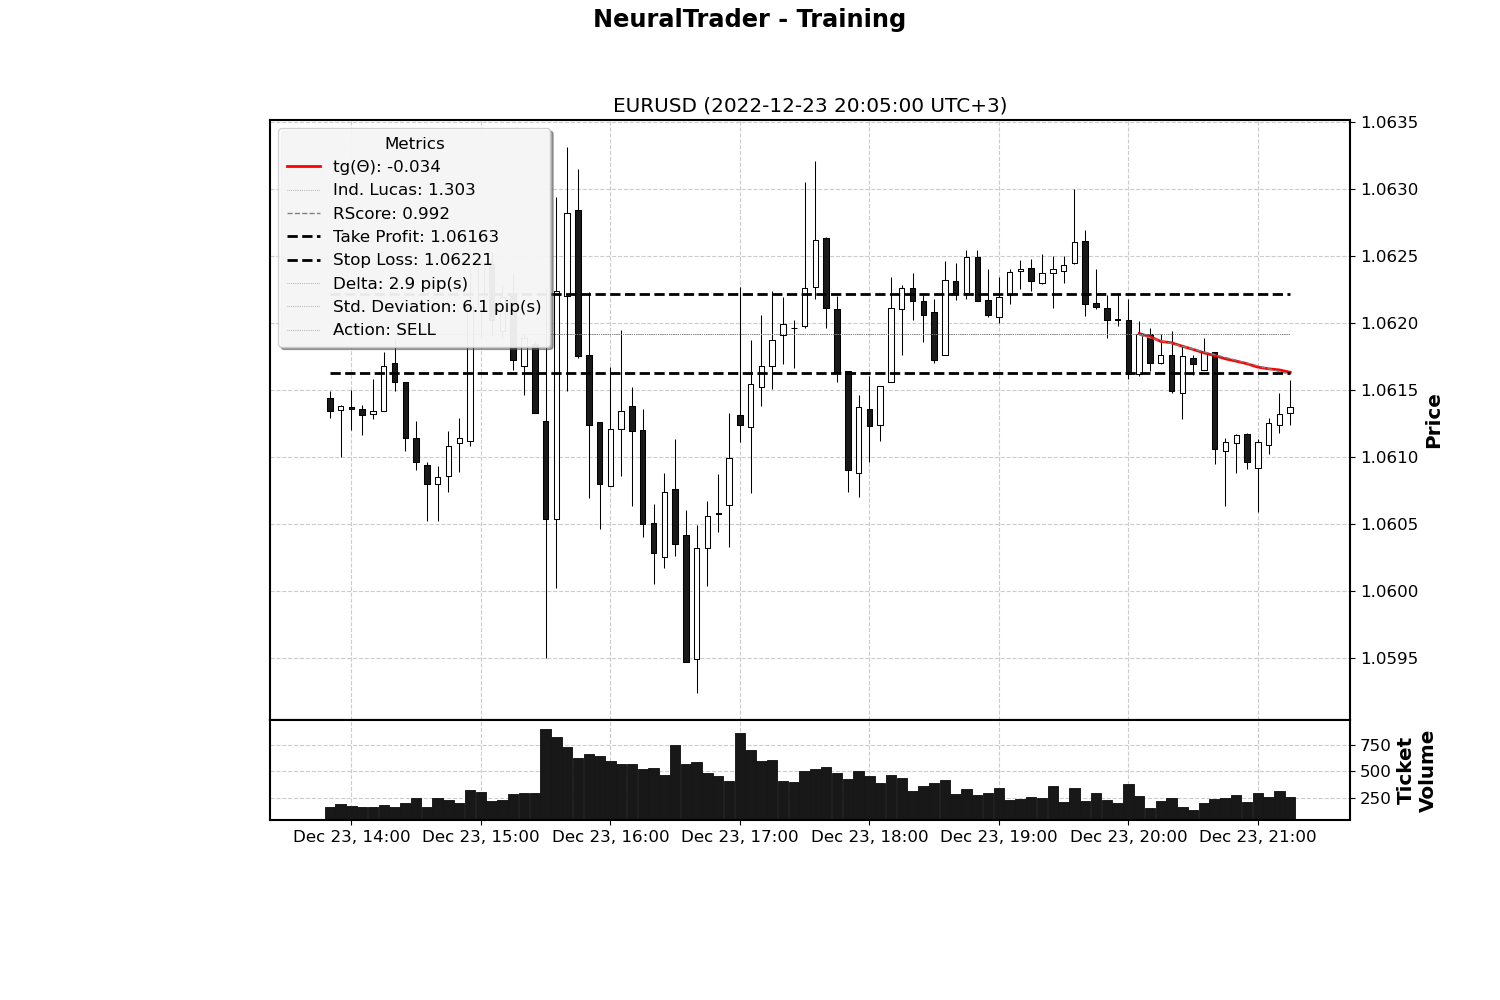 NeuralTrader - Training
EURUSD (2022-12-23 20:05:00 UTC+3)
Metrics
tg(Θ): -0.034
Ind. Lucas: 1.303
RScore: 0.992
Take Profit: 1.06163
Stop Loss: 1.06221
Delta: 2.9 pip(s)
Std. Deviation: 6.1 pip(s)
Action: SELL
1.0635
1.0630
1.0625
1.0620
1.0615
1.0610
1.0605
1.0600
1.0595
Price
750
500
250
Ticket
Volume
Dec 23, 14:00
Dec 23, 15:00
Dec 23, 16:00
Dec 23, 17:00
Dec 23, 18:00
Dec 23, 19:00
Dec 23, 20:00
Dec 23, 21:00